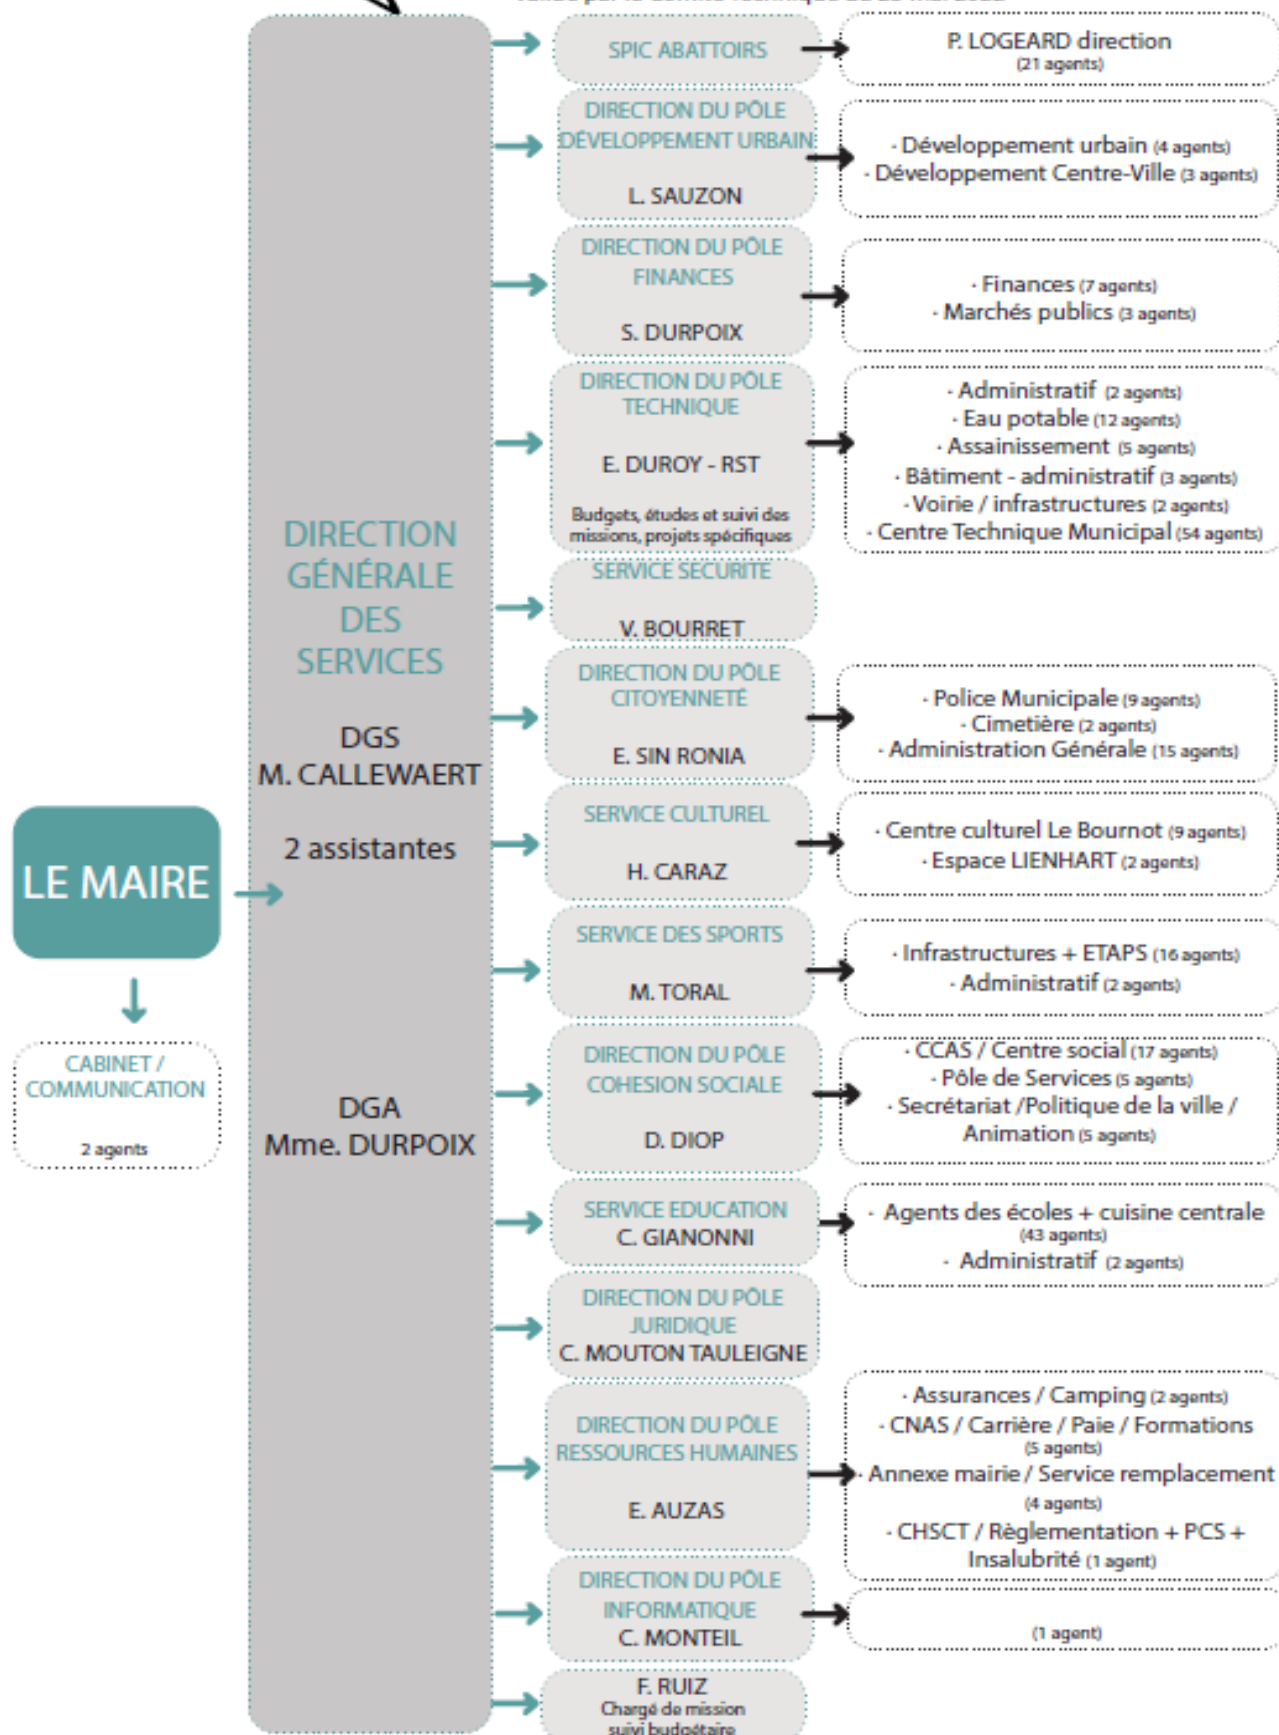 SPIC ABATTOIRS
P. LOGEARD direction
(21 agents)
DIRECTION DU PÔLE
DÉVELOPPEMENT URBAIN
L. SAUZON
· Développement urbain (4 agents)
· Développement Centre-Ville (3 agents)
DIRECTION DU PÔLE
FINANCES
S. DURPOIX
· Finances (7 agents)
· Marchés publics (3 agents)
DIRECTION DU PÔLE
TECHNIQUE
E. DUROY - RST
Budgets, études et suivi des
missions, projets spécifiques
· Administratif (2 agents)
· Eau potable (12 agents)
· Assainissement (5 agents)
· Bâtiment - administratif (3 agents)
· Voirie / infrastructures (2 agents)
· Centre Technique Municipal (54 agents)
SERVICE SECURITE
V. BOURRET
DIRECTION DU PÔLE
CITOYENNETÉ
E. SIN RONIA
· Police Municipale (9 agents)
· Cimetière (2 agents)
· Administration Générale (15 agents)
SERVICE CULTUREL
H. CARAZ
· Centre culturel Le Bournot (9 agents)
· Espace LIENHART (2 agents)
SERVICE DES SPORTS
M. TORAL
· Infrastructures + ETAPS (16 agents)
· Administratif (2 agents)
DIRECTION DU PÔLE
COHESION SOCIALE
D. DIOP
· CCAS / Centre social (17 agents)
· Pôle de Services (5 agents)
· Secrétariat /Politique de la ville /
Animation (5 agents)
SERVICE EDUCATION
C. GIANONNI
· Agents des écoles + cuisine centrale
(43 agents)
· Administratif (2 agents)
DIRECTION DU PÔLE
JURIDIQUE
C. MOUTON TAULEIGNE
DIRECTION DU PÔLE
RESSOURCES HUMAINES
E. AUZAS
· Assurances / Camping (2 agents)
· CNAS / Carrière / Paie / Formations
(5 agents)
· Annexe mairie / Service remplacement
(4 agents)
· CHSCT / Règlementation + PCS +
Insalubrité (1 agent)
DIRECTION DU PÔLE
INFORMATIQUE
C. MONTEIL
(1 agent)
F. RUIZ
Chargé de mission
suivi budgétaire
DIRECTION
GÉNÉRALE
DES
SERVICES
DGS
M. CALLEWAERT
2 assistantes
DGA
Mme. DURPOIX
LE MAIRE
CABINET /
COMMUNICATION
2 agents